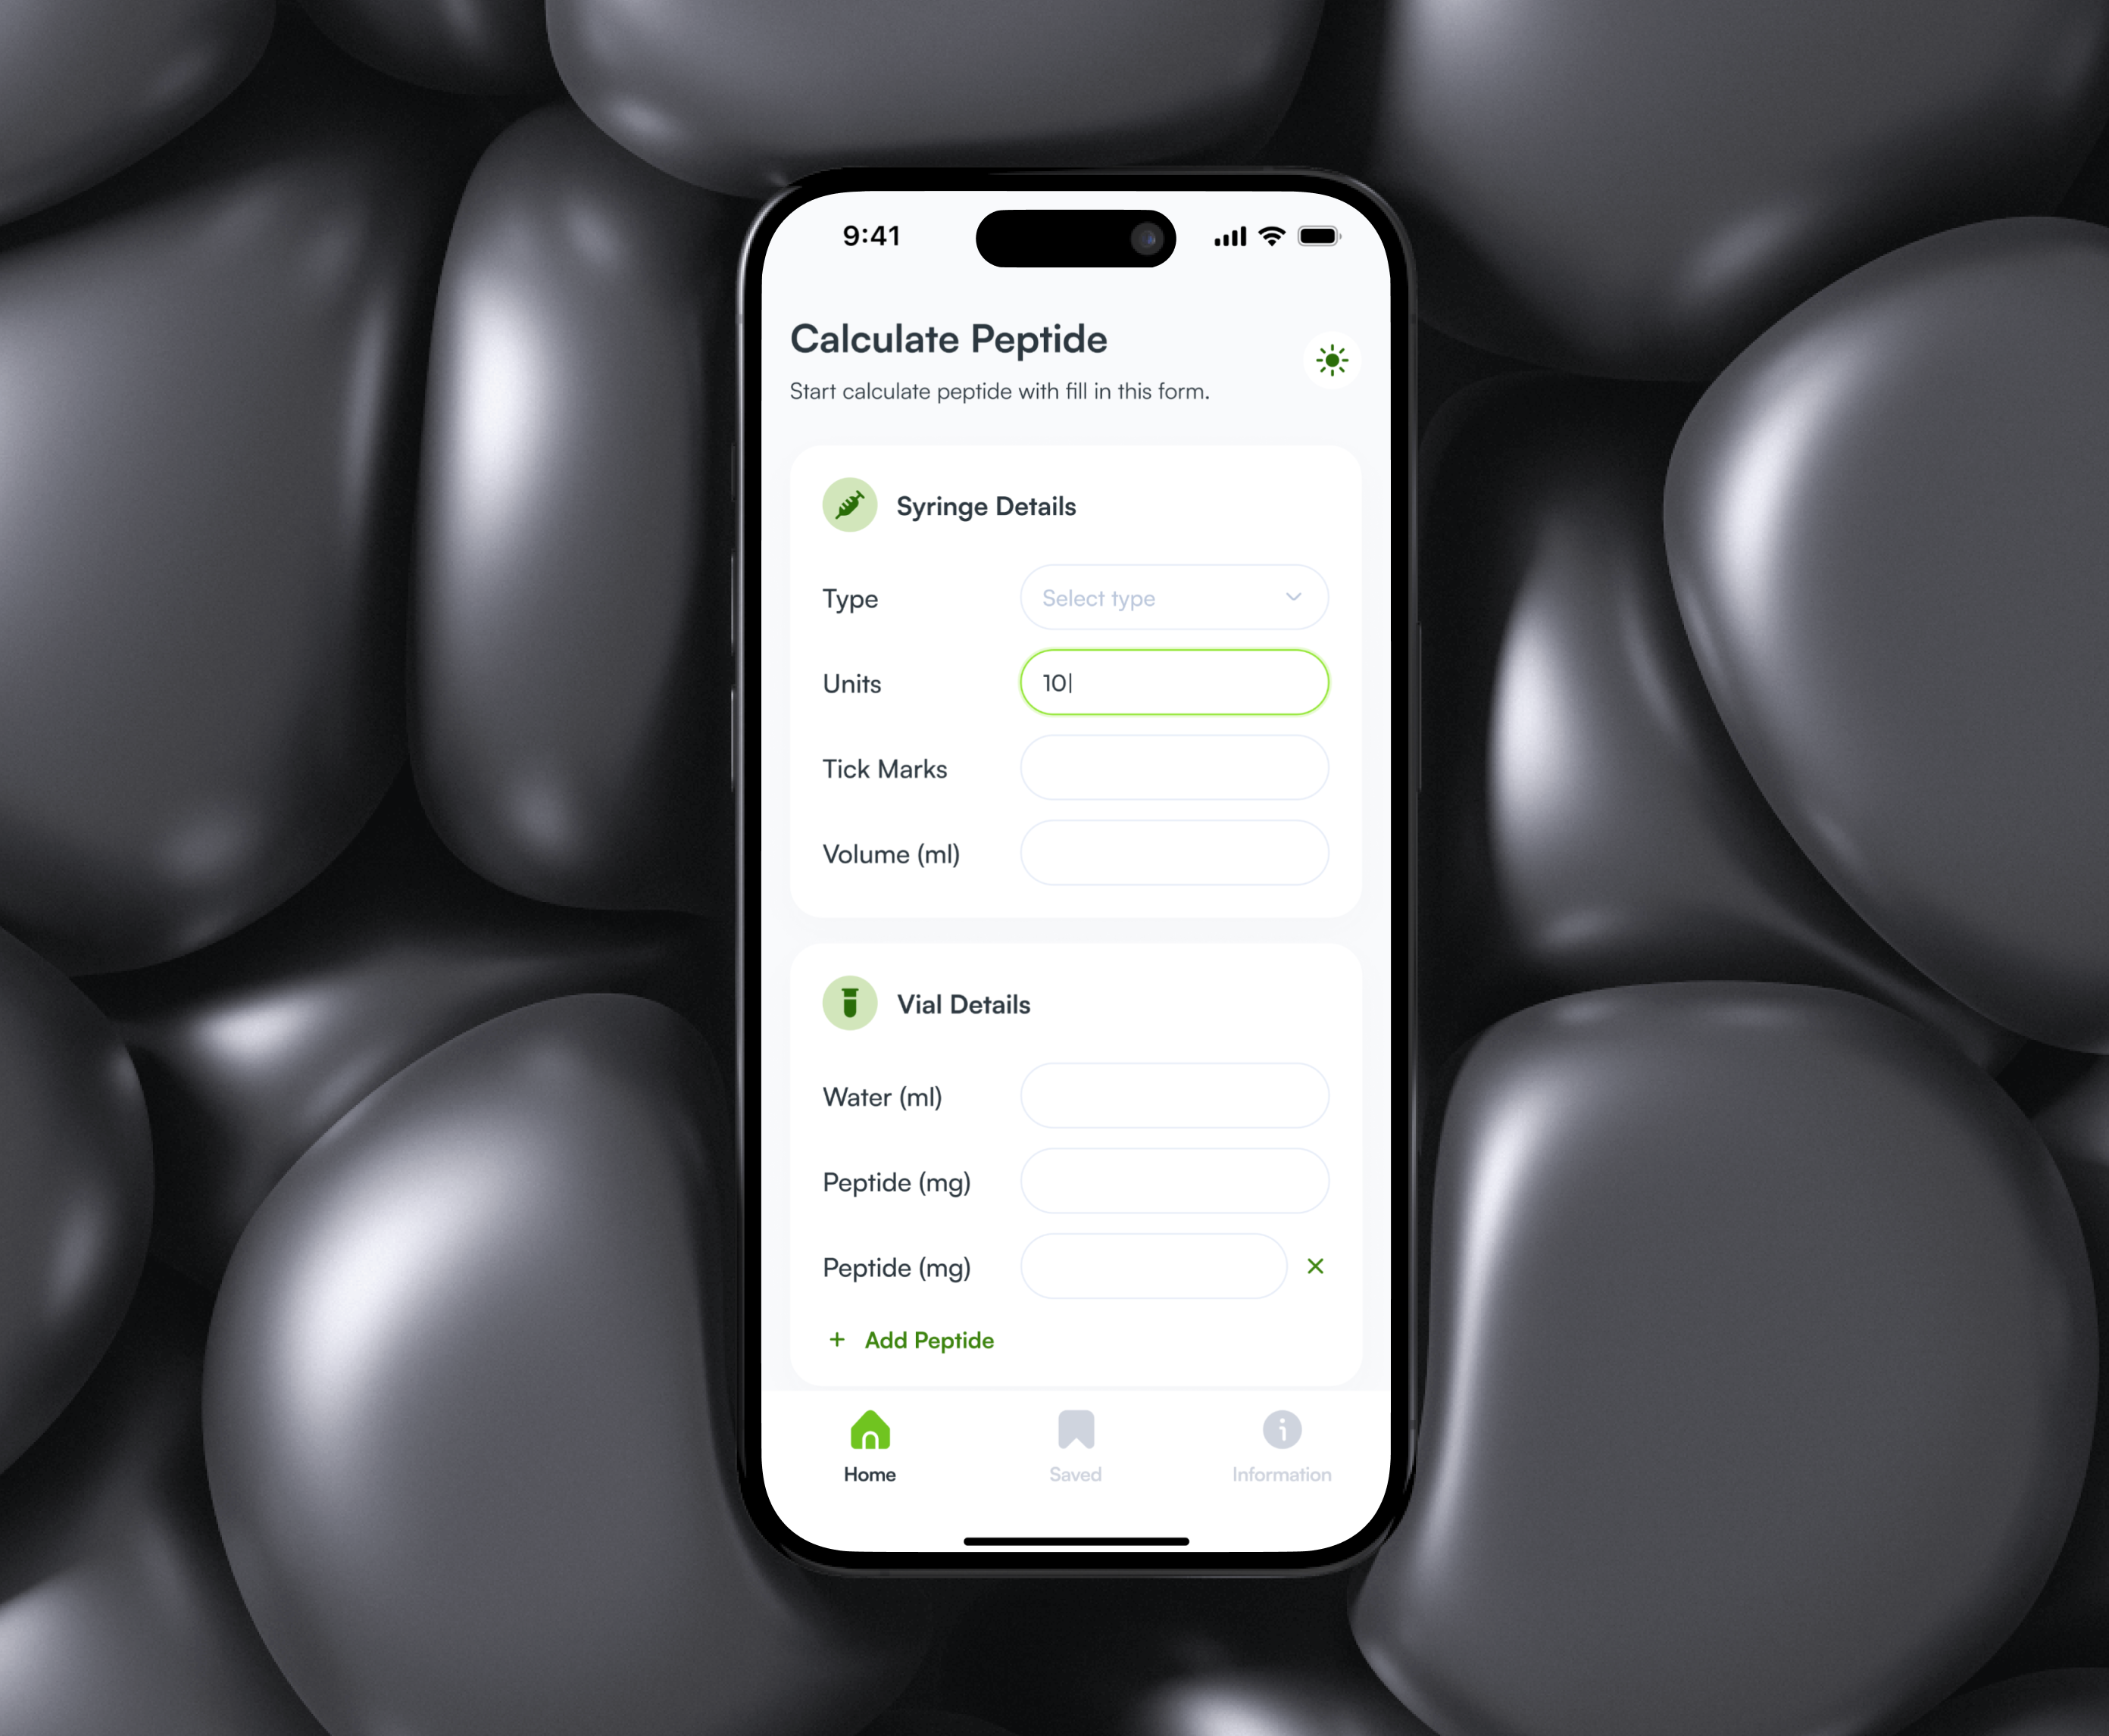 9:41
Calculate Peptide
Start calculate peptide with fill in this form.
Syringe Details
Type
Select type
Units
10
Tick Marks
Volume (ml)
Vial Details
Water (ml)
Peptide (mg)
Peptide (mg)
+ Add Peptide
Home
Saved
Information